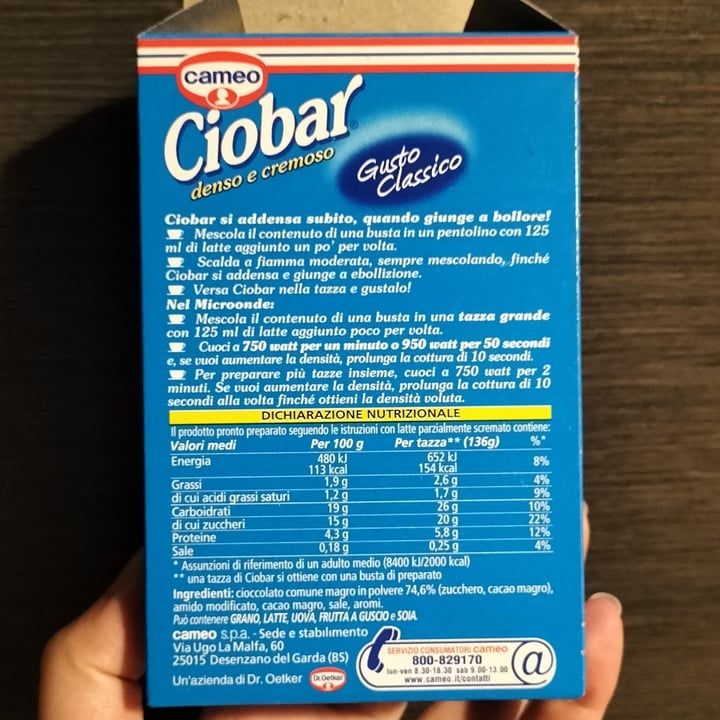 cameo
Ciobar®
denso e cremoso
Gusto
Classico
Ciobar si addensa subito, quando giunge a bollore!
Mescola il contenuto di una busta in un pentolino con 125
ml di latte aggiunto un po' per volta.
Scalda a fiamma moderata, sempre mescolando, finché
Ciobar si addensa e giunge a ebollizione.
Versa Ciobar nella tazza e gustalo!
Nel Microonde:
Mescola il contenuto di una busta in una tazza grande
con 125 ml di latte aggiunto poco per volta.
Cuoci a 750 watt per un minuto o 950 watt per 50 secondi
e, se vuoi aumentare la densità, prolunga la cottura di 10 secondi.
Per preparare più tazze insieme, cuoci a 750 watt per 2
minuti. Se vuoi aumentare la densità, prolunga la cottura di 10
secondi alla volta finché ottieni la densità voluta.
DICHIARAZIONE NUTRIZIONALE
Il prodotto pronto preparato seguendo le istruzioni con latte parzialmente scremato contiene:
Valori medi Per 100 g Per tazza** (136g) %*
Energia 480 kJ 652 kJ 8%
113 kcal 154 kcal
Grassi 1,9 g 2,6 g 4%
di cui acidi grassi saturi 1,2 g 1,7 g 9%
Carboidrati 19 g 26 g 10%
di cui zuccheri 15 g 20 g 22%
Proteine 4,3 g 5,8 g 12%
Sale 0,18 g 0,25 g 4%
* Assunzioni di riferimento di un adulto medio (8400 kJ/2000 kcal)
** una tazza di Ciobar si ottiene con una busta di preparato
Ingredienti: cioccolato comune magro in polvere 74,6% (zucchero, cacao magro),
amido modificato, cacao magro, sale, aromi.
Può contenere GRANO, LATTE, UOVA, FRUTTA A GUSCIO e SOIA.
cameo s.p.a. - Sede e stabilimento
Via Ugo La Malfa, 60
25015 Desenzano del Garda (BS)
Un'azienda di Dr. Oetker Dr. Oetker
SERVIZIO CONSUMATORI cameo
800-829170
lun-ven 8.30-18.30 sab 9.00-13.00
www.cameo.it/contatti
@